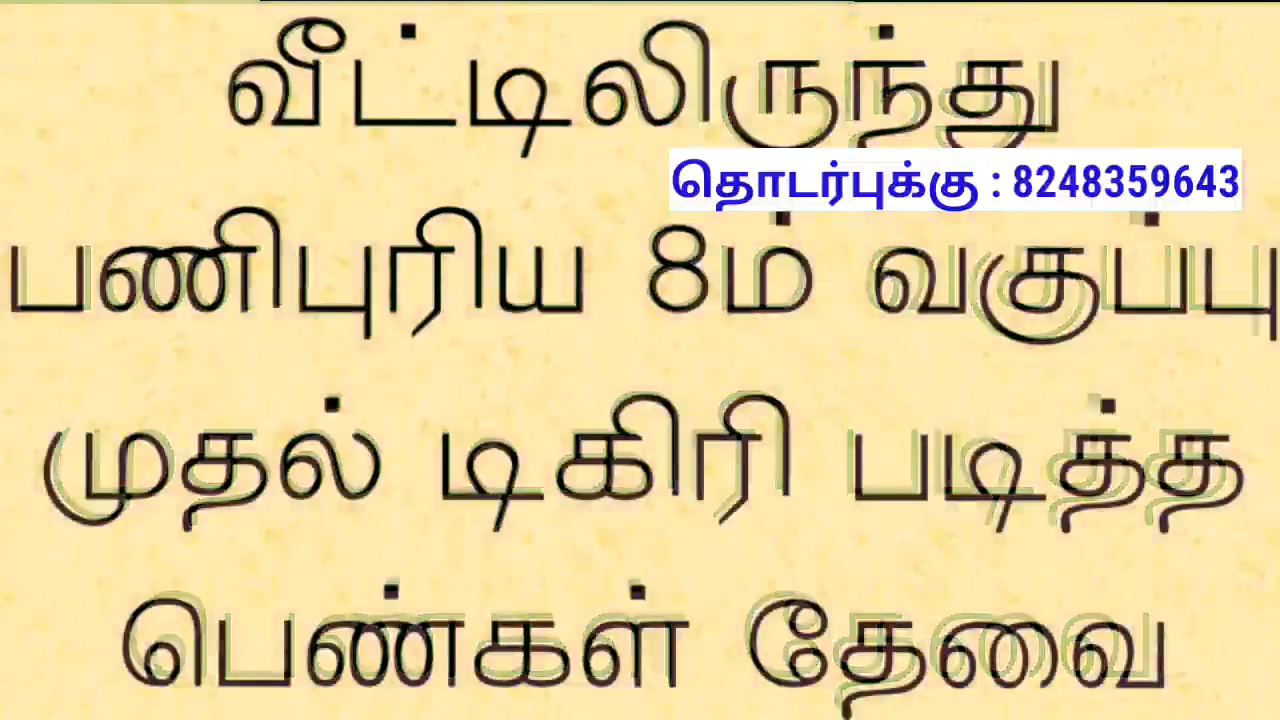 வீட்டிலிருந்து
தொடர்புக்கு : 8248359643
பணிபுரிய 8ம் வகுப்பு
முதல் டிகிரி படித்த
பெண்கள் தேவை